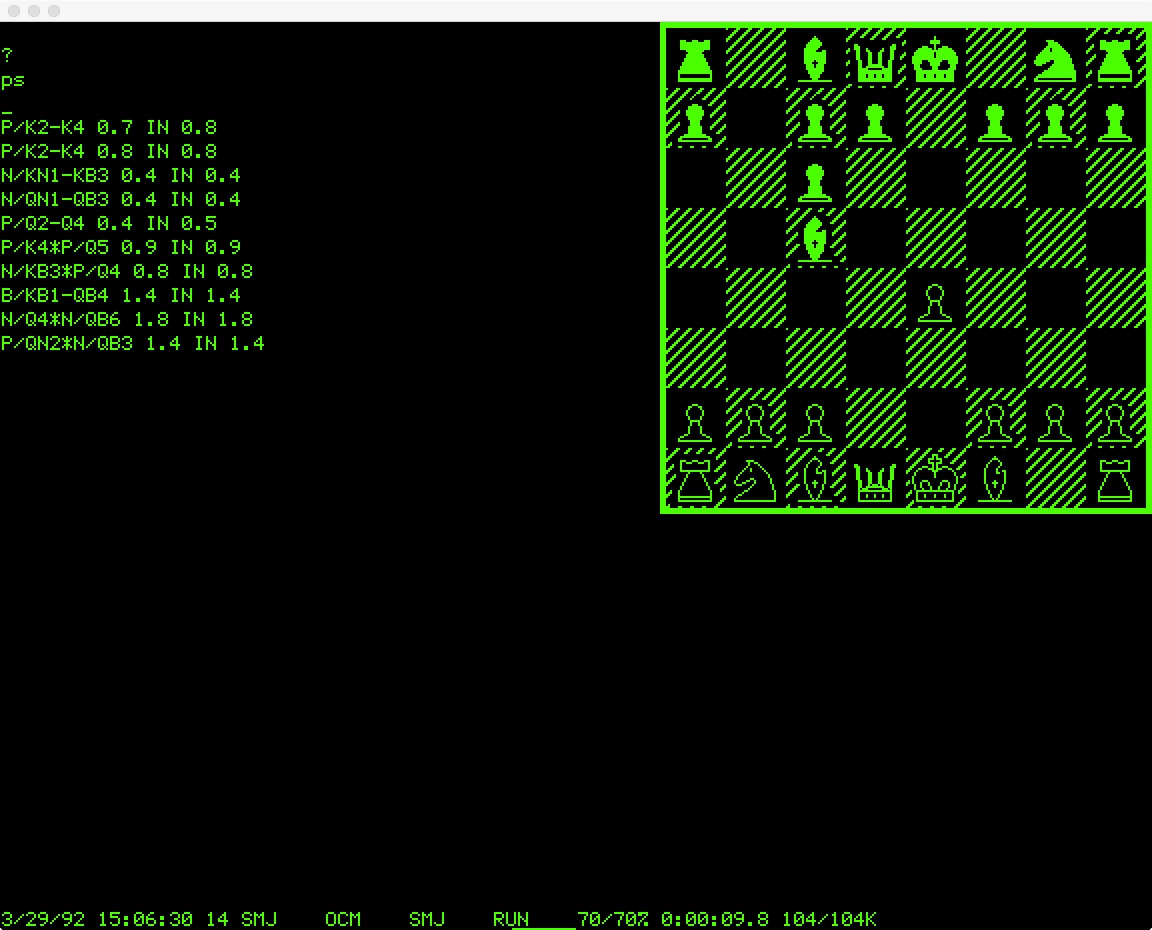 ?
ps
_
P/K2-K4 0.7 IN 0.8
P/K2-K4 0.8 IN 0.8
N/KN1-KB3 0.4 IN 0.4
N/QN1-QB3 0.4 IN 0.4
P/Q2-Q4 0.4 IN 0.5
P/K4*P/Q5 0.9 IN 0.9
N/KB3*P/Q4 0.8 IN 0.8
B/KB1-QB4 1.4 IN 1.4
N/Q4*N/QB6 1.8 IN 1.8
P/QN2*N/QB3 1.4 IN 1.4
3/29/92 15:06:30 14 SMJ OCM SMJ RUN 70/70% 0:00:09.8 104/104K